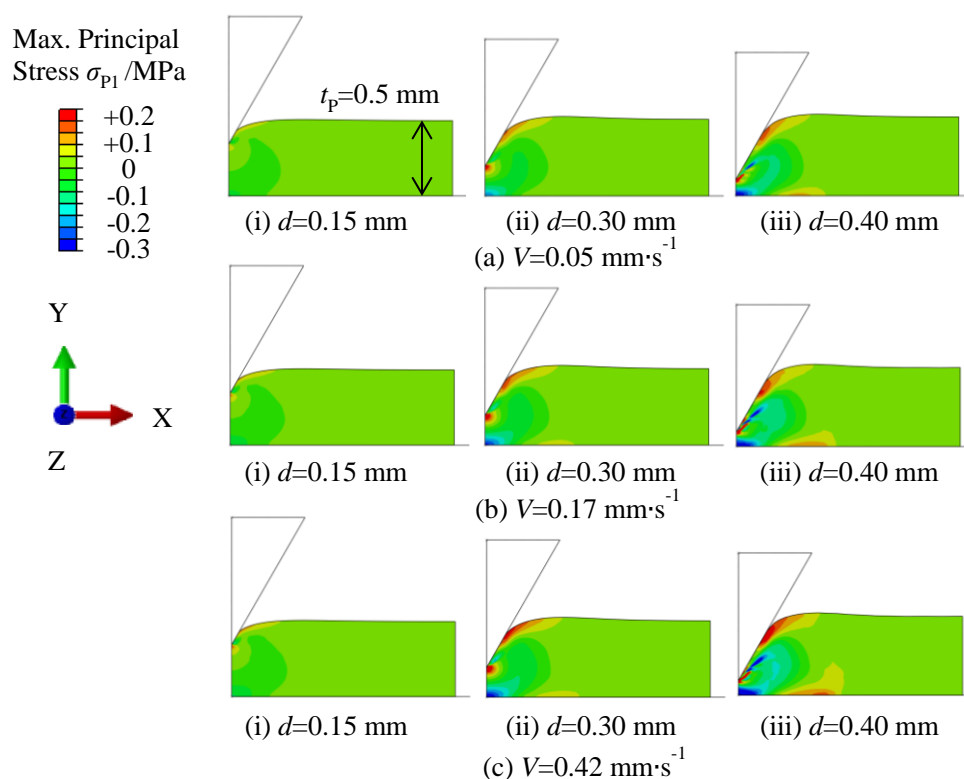 Max. Principal
Stress σP1 /MPa
+0.2
+0.1
0
-0.1
-0.2
-0.3
tP=0.5 mm
(i) d=0.15 mm
(ii) d=0.30 mm
(iii) d=0.40 mm
(a) V=0.05 mm·s-1
Y
X
Z
(i) d=0.15 mm
(ii) d=0.30 mm
(iii) d=0.40 mm
(b) V=0.17 mm·s-1
(i) d=0.15 mm
(ii) d=0.30 mm
(iii) d=0.40 mm
(c) V=0.42 mm·s-1